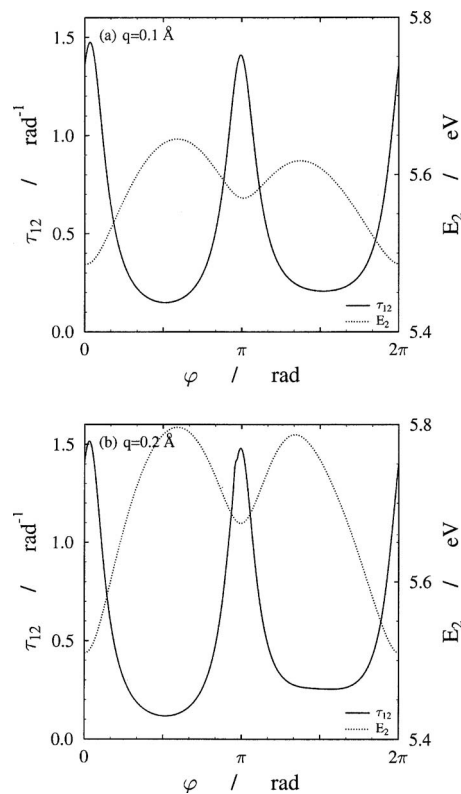 (a) q=0.1 Å
1.5
1.0
0.5
0.0
τ₁₂ / rad⁻¹
5.8
5.6
5.4
E₂ / eV
τ₁₂
E₂
0 π 2π
φ / rad
(b) q=0.2 Å
1.5
1.0
0.5
0.0
τ₁₂ / rad⁻¹
5.8
5.6
5.4
E₂ / eV
τ₁₂
E₂
0 π 2π
φ / rad